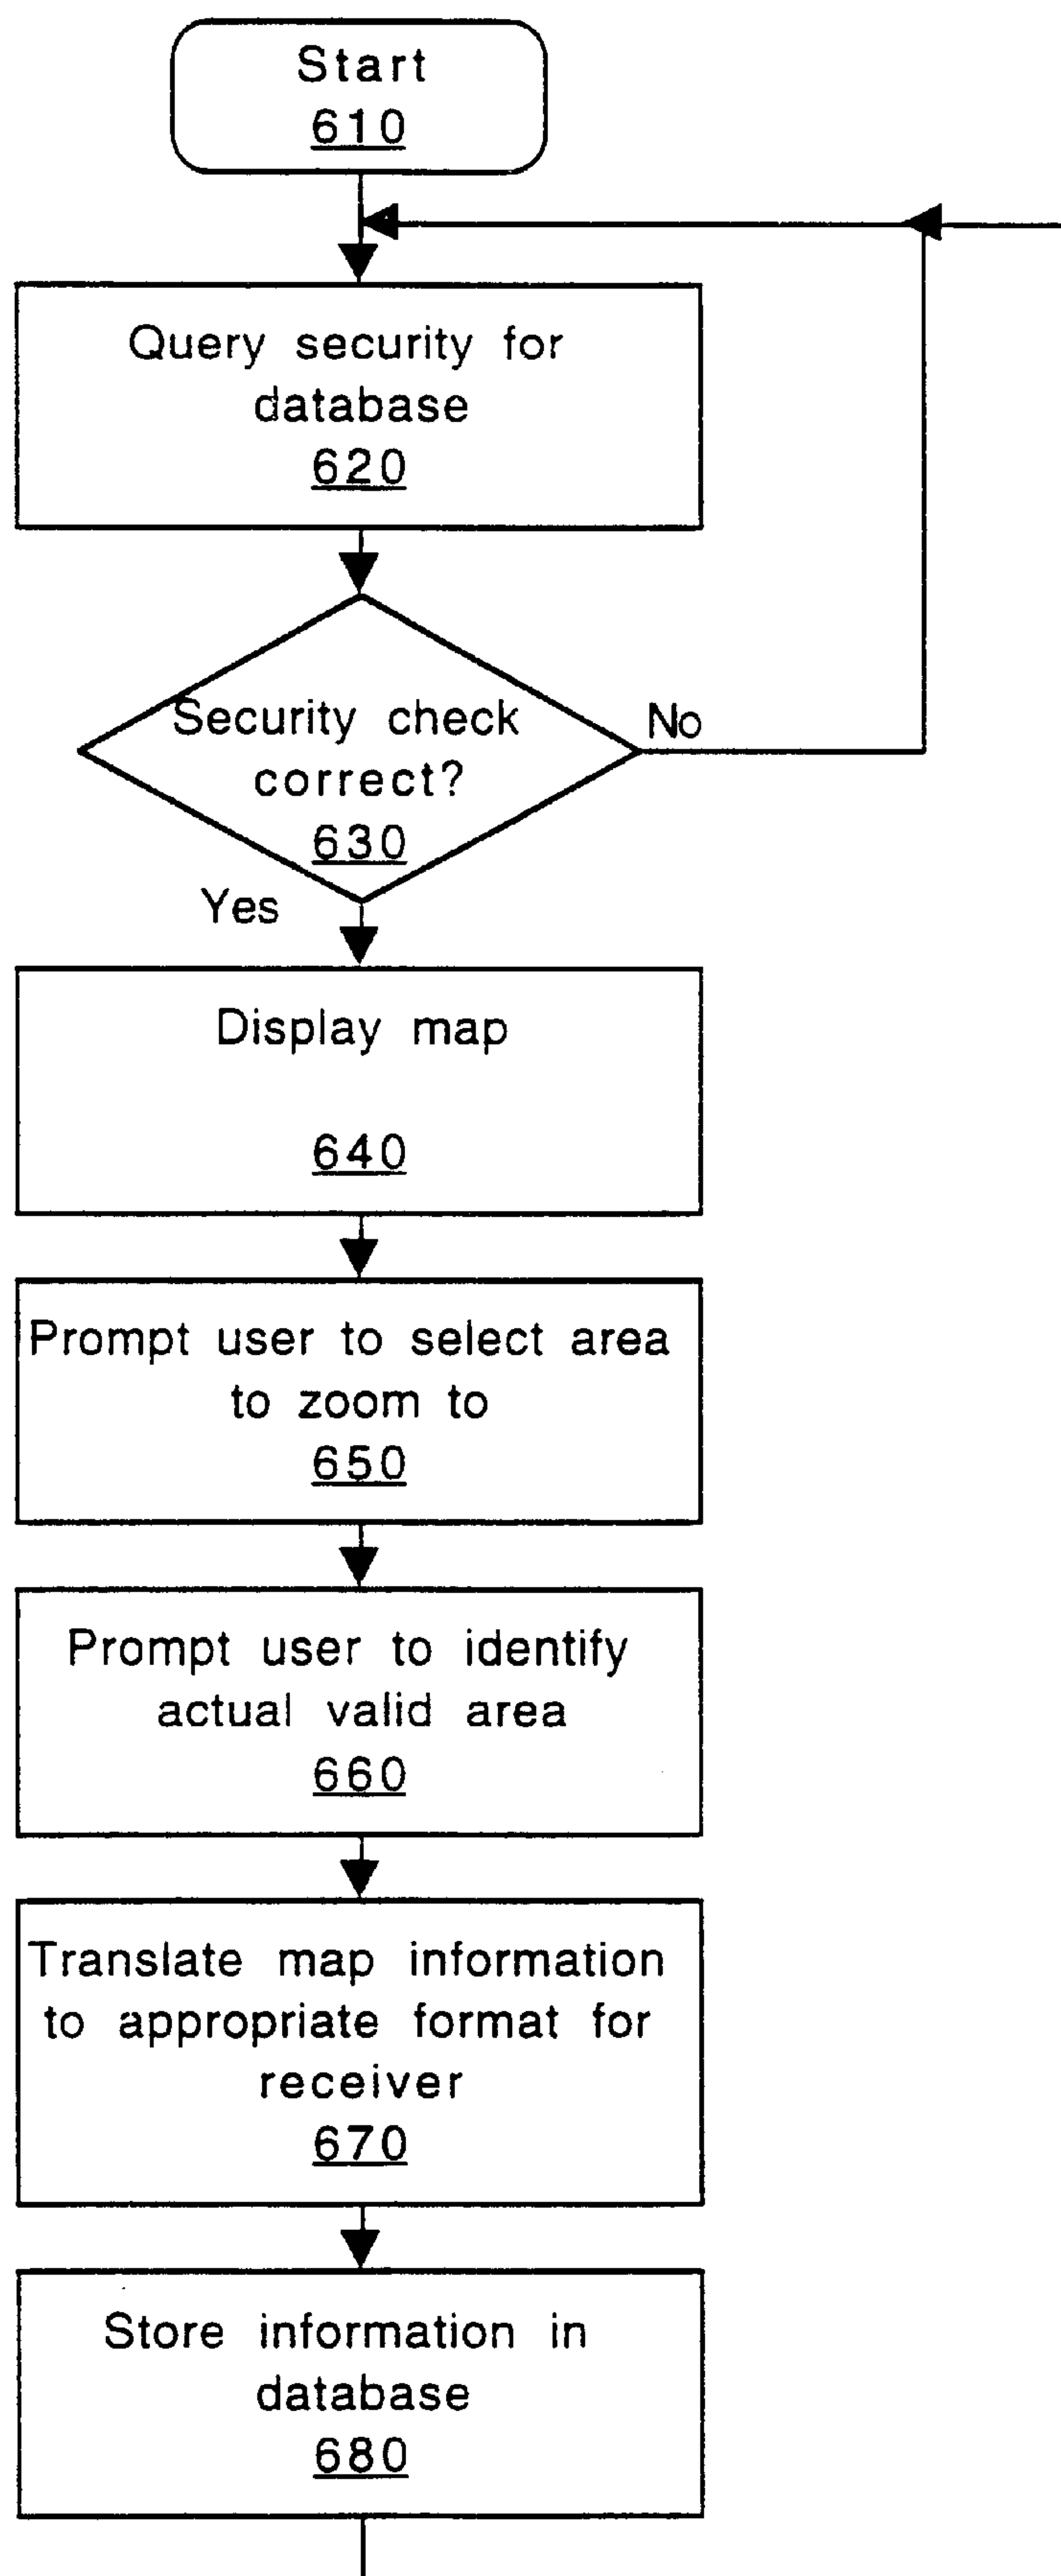 Start
610
Query security for
database
620
Security check
correct?
630
No
Yes
Display map
640
Prompt user to select area
to zoom to
650
Prompt user to identify
actual valid area
660
Translate map information
to appropriate format for
receiver
670
Store information in
database
680